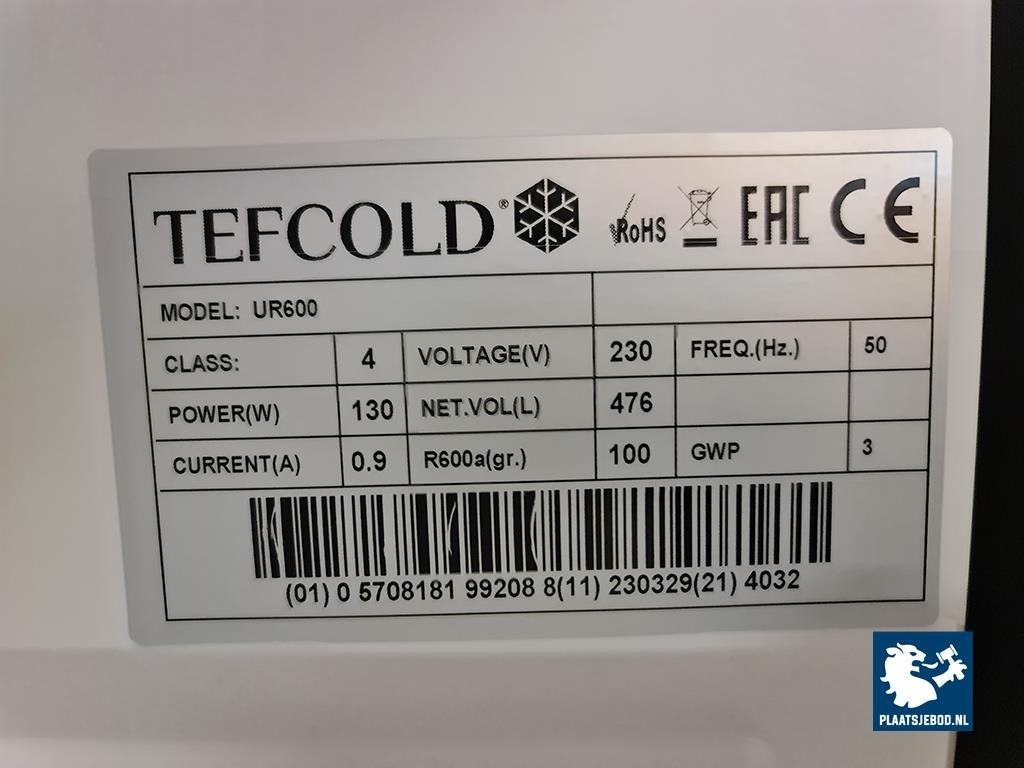 TEFCOLD® RoHS EAC CE
MODEL: UR600
CLASS: 4 VOLTAGE(V) 230 FREQ.(Hz.) 50
POWER(W) 130 NET.VOL(L) 476
CURRENT(A) 0.9 R600a(gr.) 100 GWP 3
(01) 0 5708181 99208 8(11) 230329(21) 4032
PLAATSJEBOD.NL